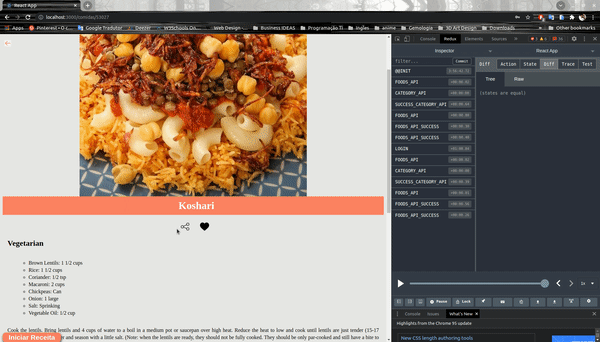 React App
localhost:3000/comidas/53027
Apps
Pinterest - O L...
Google Tradutor
Deezer
W3Schools On...
Web Design -
Business IDEAS
Programação Ti
ingles
anime
Gemologia
3D Art Design
Downloads
Other bookmarks
Console
Redux
Inspector
React App
filter...
Commit
Diff
Action
State
Diff
Trace
Test
@@INIT
Tree
Raw
FOODS_API
(states are equal)
CATEGORY_API
SUCCESS_CATEGORY_API
FOODS_API
FOODS_API_SUCCESS
FOODS_API_SUCCESS
LOGIN
FOODS_API
CATEGORY_API
SUCCESS_CATEGORY_API
FOODS_API
FOODS_API_SUCCESS
FOODS_API_SUCCESS
Koshari
Vegetarian
Brown Lentils: 1 1/2 cups
Rice: 1 1/2 cups
Coriander: 1/2 tsp
Macaroni: 2 cups
Chickpeas: Can
Onion: 1 large
Salt: Sprinking
Vegetable Oil: 1/2 cup
1x
Pause
Lock
Console
Issues
What's New
Highlights from the Chrome 95 update
New CSS length authoring tools
Cook the lentils. Bring lentils and 4 cups of water to a boil in a medium pot or saucepan over high heat. Reduce the heat to low and cook until lentils are just tender (15-17
er and season with a little salt. (Note: when the lentils are ready, they should not be fully cooked. They should be only par-cooked and still have a bite to
Iniciar Receita